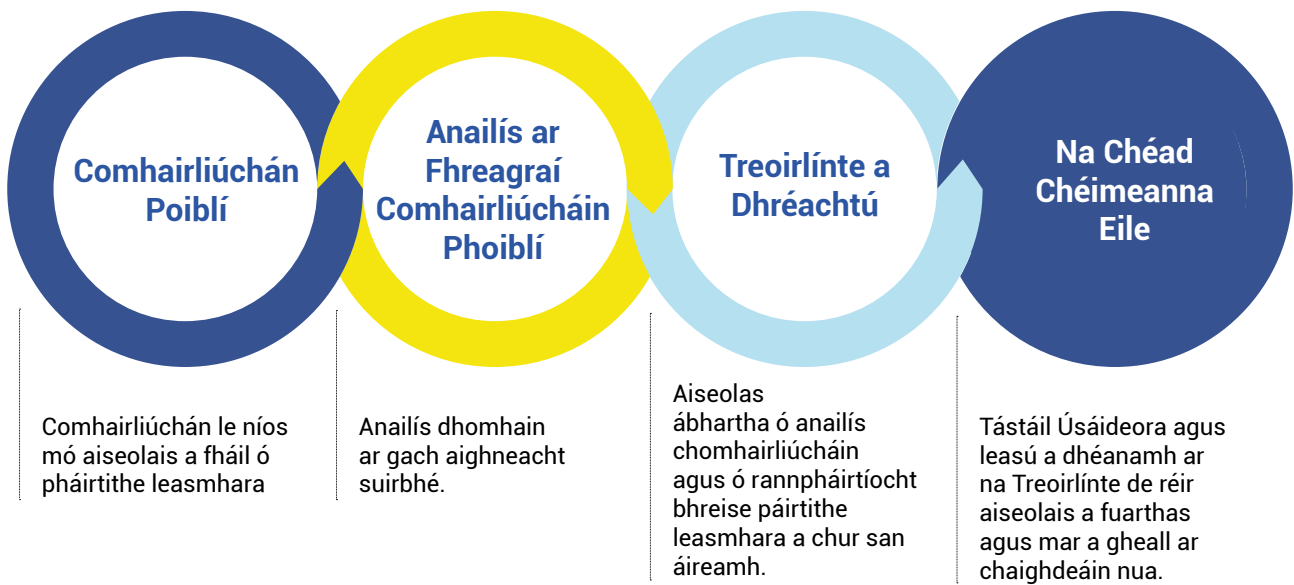 Comhairliúchán
Poiblí
Anailís ar
Fhreagraí
Comhairliúcháin
Phoiblí
Treoirlínte a
Dhréachtú
Na Chéad
Chéimeanna
Eile
Comhairliúchán le níos
mó aiseolais a fháil ó
pháirtithe leasmhara
Anailís dhomhain
ar gach aighneacht
suirbhé.
Aiseolas
ábhartha ó anailís
chomhairliúcháin
agus ó rannpháirtíocht
bhreise páirtithe
leasmhara a chur san
áireamh.
Tástáil Úsáideora agus
leasú a dhéanamh ar
na Treoirlínte de réir
aiseolais a fuarthas
agus mar a gheall ar
chaighdeáin nua.